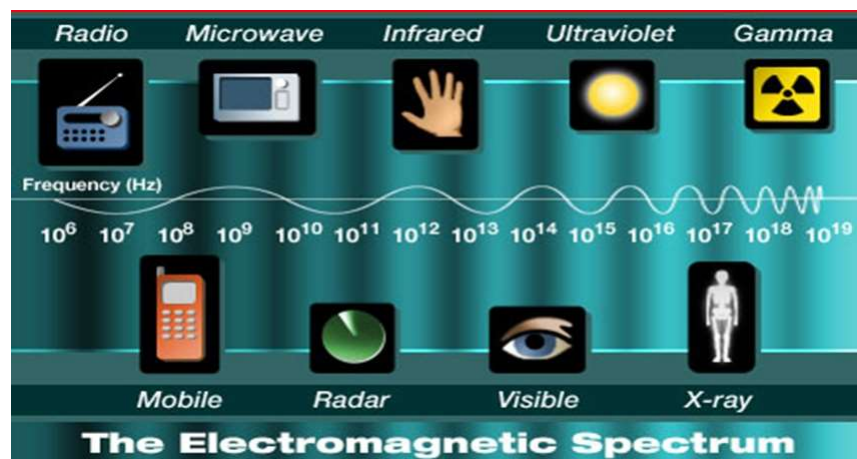 Radio Microwave Infrared Ultraviolet Gamma
Frequency (Hz)
10⁶ 10⁷ 10⁸ 10⁹ 10¹⁰ 10¹¹ 10¹² 10¹³ 10¹⁴ 10¹⁵ 10¹⁶ 10¹⁷ 10¹⁸ 10¹⁹
Mobile Radar Visible X-ray
The Electromagnetic Spectrum